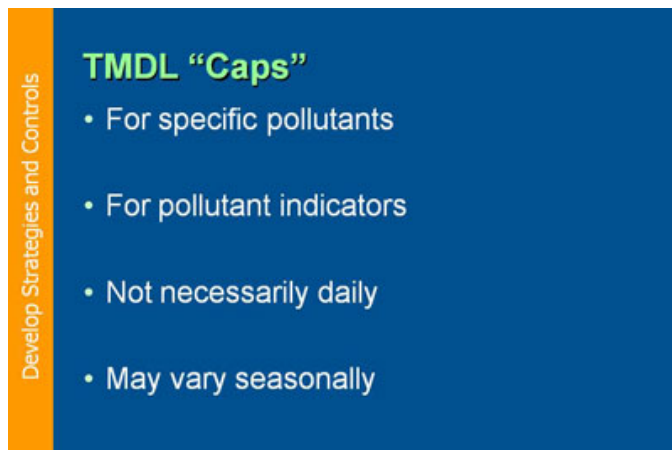 Develop Strategies and Controls
TMDL “Caps”
• For specific pollutants
• For pollutant indicators
• Not necessarily daily
• May vary seasonally